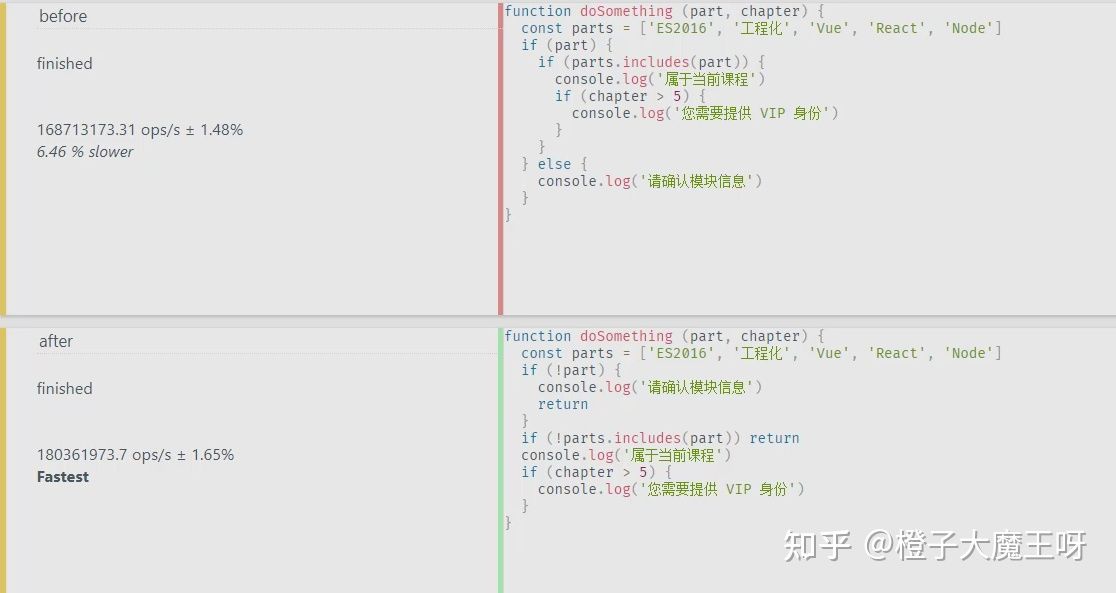 before
finished
168713173.31 ops/s ± 1.48%
6.46 % slower
function doSomething (part, chapter) {
  const parts = ['ES2016', '工程化', 'Vue', 'React', 'Node']
  if (part) {
    if (parts.includes(part)) {
      console.log('属于当前课程')
      if (chapter > 5) {
        console.log('您需要提供 VIP 身份')
      }
    }
  } else {
    console.log('请确认模块信息')
  }
}
after
finished
180361973.7 ops/s ± 1.65%
Fastest
function doSomething (part, chapter) {
  const parts = ['ES2016', '工程化', 'Vue', 'React', 'Node']
  if (!part) {
    console.log('请确认模块信息')
    return
  }
  if (!parts.includes(part)) return
  console.log('属于当前课程')
  if (chapter > 5) {
    console.log('您需要提供 VIP 身份')
  }
}
知乎 @橙子大魔王呀